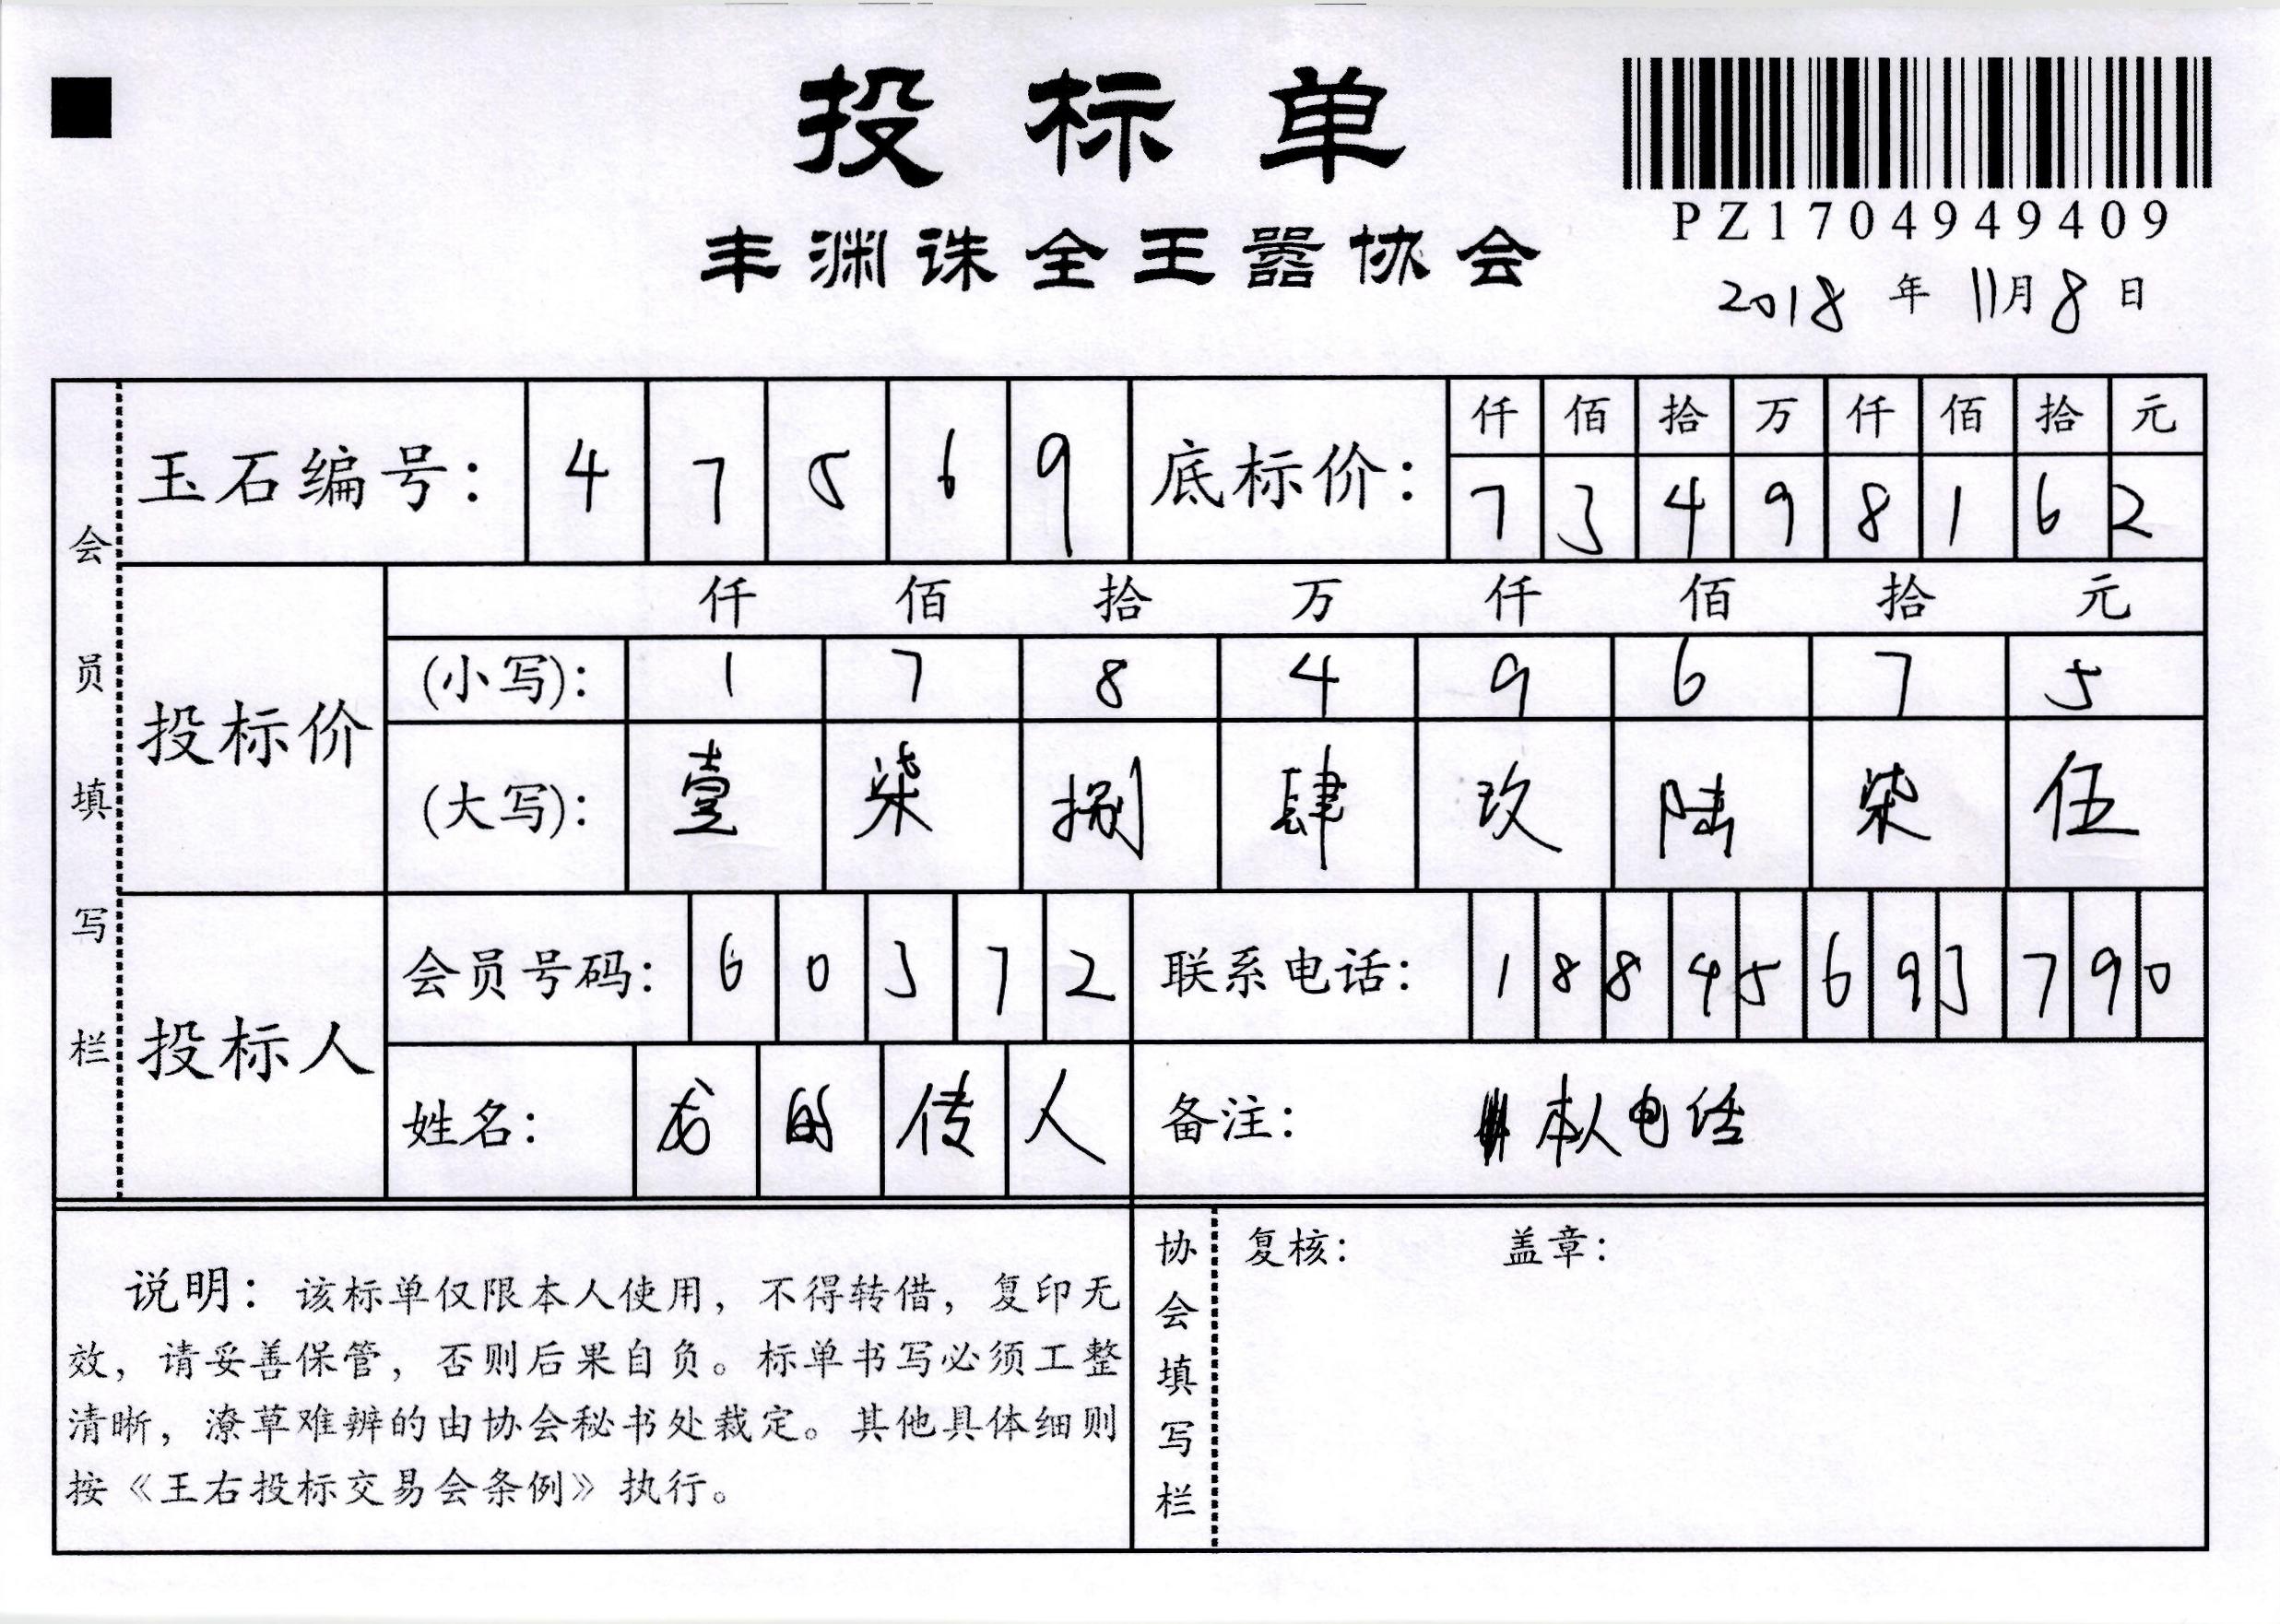 投标单
PZ1704949409
丰渊诛全王嚣协会
2018 年 11月 8 日
会员填写栏
玉石编号: 4 7 5 6 9
底标价: 仟 佰 拾 万 仟 佰 拾 元
7 3 4 9 8 1 6 2
投标价
仟 佰 拾 万 仟 佰 拾 元
(小写): 1 7 8 4 9 6 7 5
(大写): 壹 柒 捌 肆 玖 陆 柒 伍
投标人
会员号码: 6 0 3 7 2
联系电话: 1 8 8 4 5 6 9 3 7 9 0
姓名: 龙 的 传 人
备注: 本人电话
说明: 该标单仅限本人使用, 不得转借, 复印无
效, 请妥善保管, 否则后果自负。标单书写必须工整
清晰, 潦草难辨的由协会秘书处裁定。其他具体细则
按《王右投标交易会条例》执行。
协会填写栏
复核: 盖章: